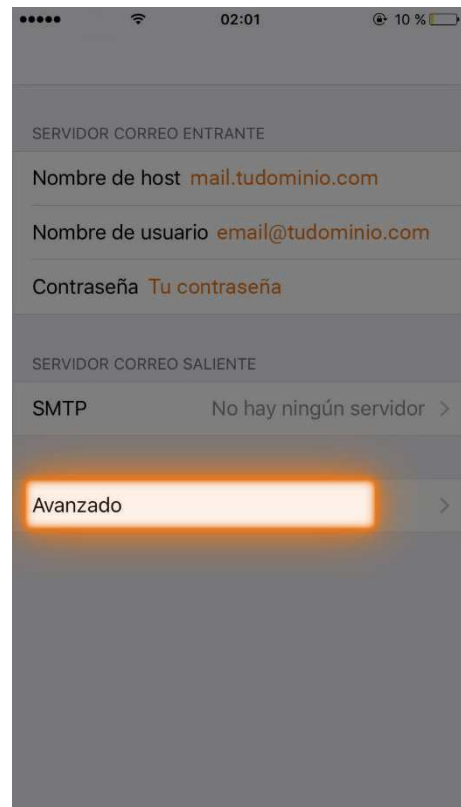 02:01 10 %
SERVIDOR CORREO ENTRANTE
Nombre de host mail.tudominio.com
Nombre de usuario email@tudominio.com
Contraseña Tu contraseña
SERVIDOR CORREO SALIENTE
SMTP No hay ningún servidor >
Avanzado >